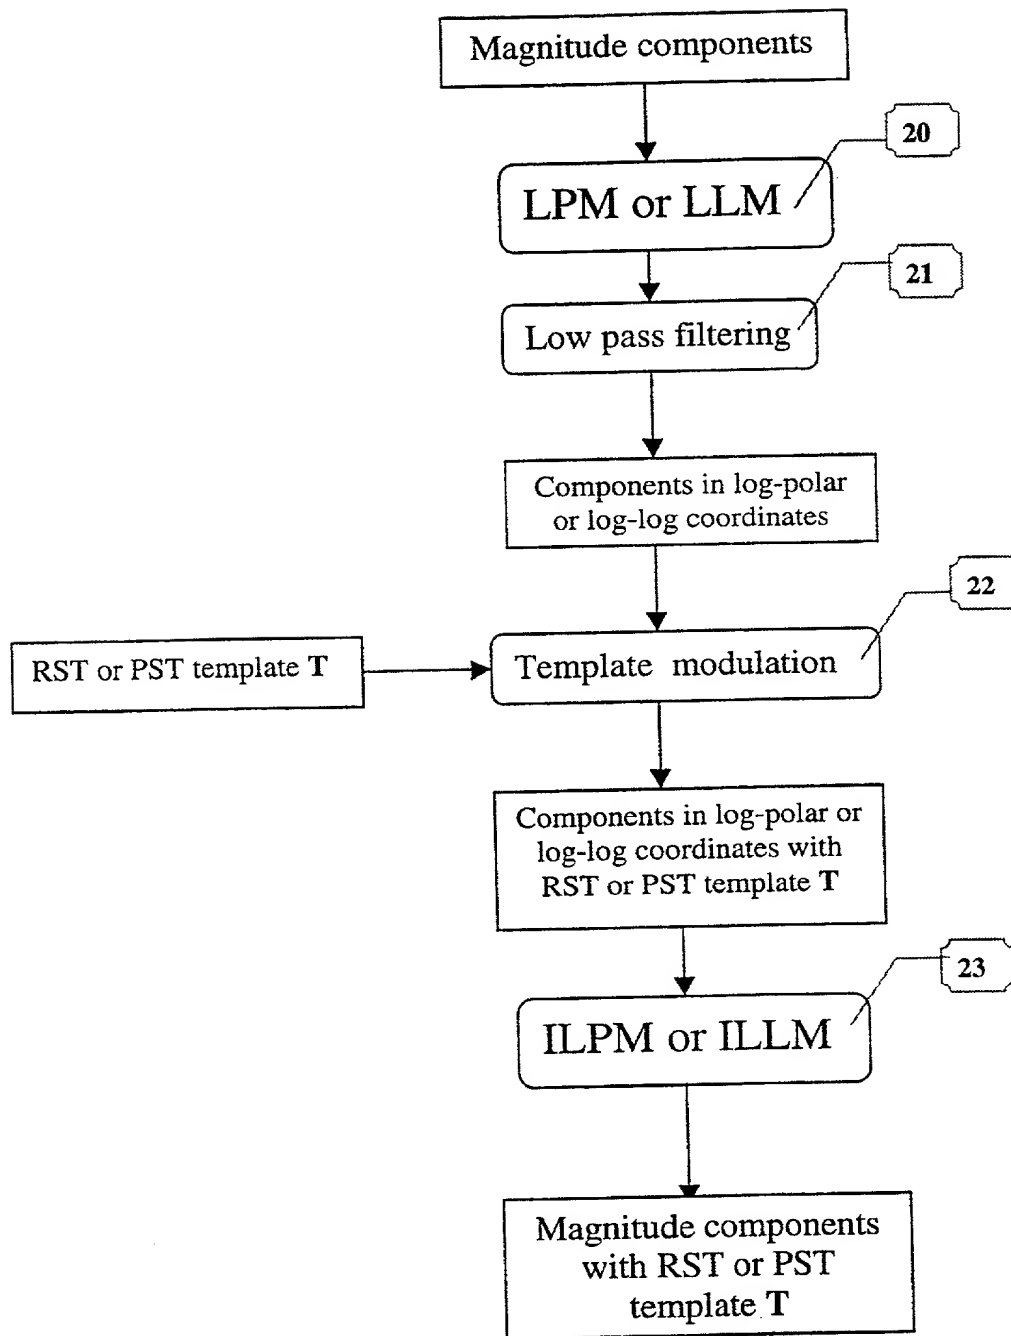 Magnitude components
20
LPM or LLM
21
Low pass filtering
Components in log-polar
or log-log coordinates
22
RST or PST template T
Template modulation
Components in log-polar or
log-log coordinates with
RST or PST template T
23
ILPM or ILLM
Magnitude components
with RST or PST
template T